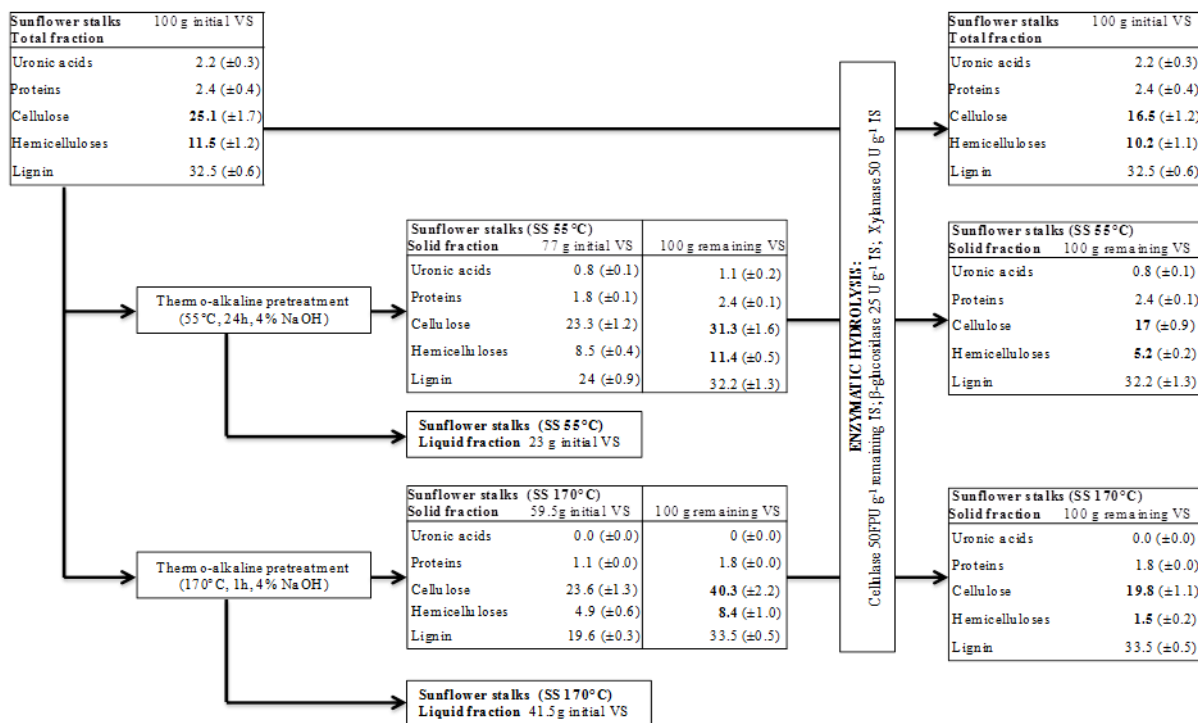 Sunflower stalks 100 g initial VS
Total fraction
Uronic acids 2.2 (±0.3)
Proteins 2.4 (±0.4)
Cellulose 25.1 (±1.7)
Hemicelluloses 11.5 (±1.2)
Lignin 32.5 (±0.6)
Thermo-alkaline pretreatment
(55°C, 24h, 4% NaOH)
Sunflower stalks (SS 55°C)
Solid fraction 77 g initial VS 100 g remaining VS
Uronic acids 0.8 (±0.1) 1.1 (±0.2)
Proteins 1.8 (±0.1) 2.4 (±0.1)
Cellulose 23.3 (±1.2) 31.3 (±1.6)
Hemicelluloses 8.5 (±0.4) 11.4 (±0.5)
Lignin 24 (±0.9) 32.2 (±1.3)
Sunflower stalks (SS 55°C)
Liquid fraction 23 g initial VS
Thermo-alkaline pretreatment
(170°C, 1h, 4% NaOH)
Sunflower stalks (SS 170°C)
Solid fraction 59.5g initial VS 100 g remaining VS
Uronic acids 0.0 (±0.0) 0 (±0.0)
Proteins 1.1 (±0.0) 1.8 (±0.0)
Cellulose 23.6 (±1.3) 40.3 (±2.2)
Hemicelluloses 4.9 (±0.6) 8.4 (±1.0)
Lignin 19.6 (±0.3) 33.5 (±0.5)
Sunflower stalks (SS 170°C)
Liquid fraction 41.5g initial VS
ENZYMATIC HYDROLYSIS:
Cellulase 50FPU g⁻¹ remaining TS; β-glucosidase 25 U g⁻¹ TS; Xylanase 50 U g⁻¹ TS
Sunflower stalks 100 g initial VS
Total fraction
Uronic acids 2.2 (±0.3)
Proteins 2.4 (±0.4)
Cellulose 16.5 (±1.2)
Hemicelluloses 10.2 (±1.1)
Lignin 32.5 (±0.6)
Sunflower stalks (SS 55°C)
Solid fraction 100 g remaining VS
Uronic acids 0.8 (±0.1)
Proteins 2.4 (±0.1)
Cellulose 17 (±0.9)
Hemicelluloses 5.2 (±0.2)
Lignin 32.2 (±1.3)
Sunflower stalks (SS 170°C)
Solid fraction 100 g remaining VS
Uronic acids 0.0 (±0.0)
Proteins 1.8 (±0.0)
Cellulose 19.8 (±1.1)
Hemicelluloses 1.5 (±0.2)
Lignin 33.5 (±0.5)